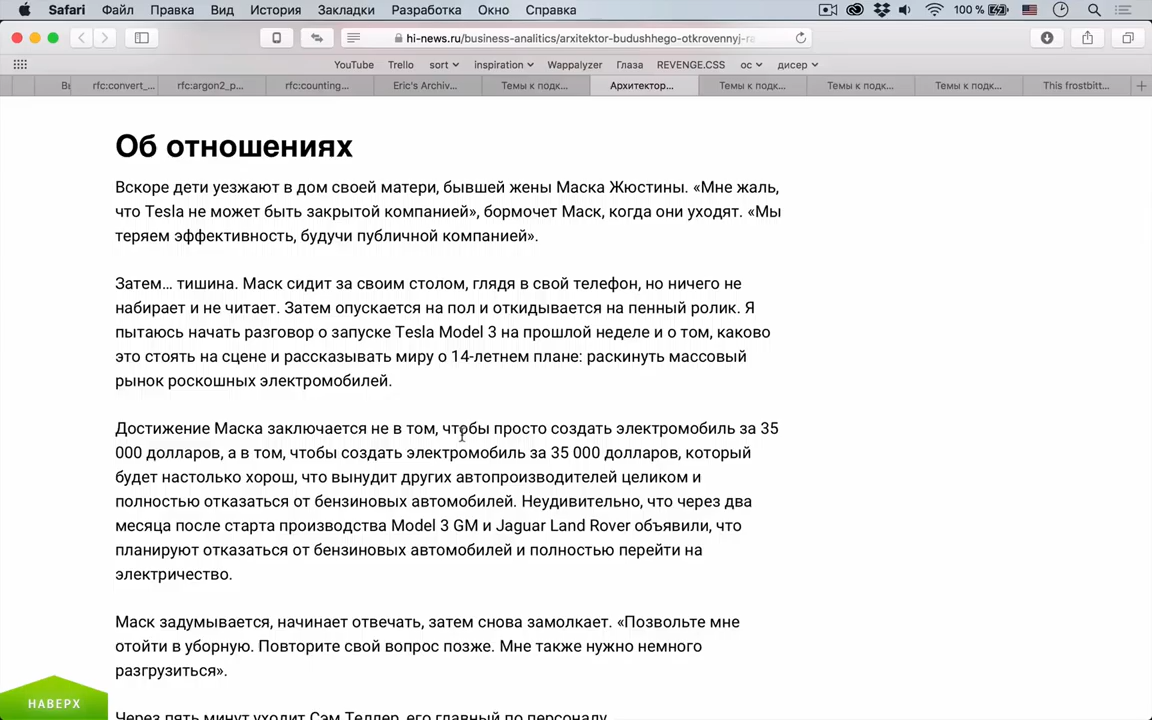 Safari Файл Правка Вид История Закладки Разработка Окно Справка 100 %
hi-news.ru/business-analitics/arxitektor-budushhego-otkrovennyj-ra
YouTube Trello sort inspiration Wappalyzer Глаза REVENGE.CSS ос дисер
rfc:convert_... rfc:argon2_p... rfc:counting... Eric's Archiv... Темы к подк... Архитектор... Темы к подк... Темы к подк... Темы к подк... This frostbitt...
Об отношениях
Вскоре дети уезжают в дом своей матери, бывшей жены Маска Жюстины. «Мне жаль,
что Tesla не может быть закрытой компанией», бормочет Маск, когда они уходят. «Мы
теряем эффективность, будучи публичной компанией».
Затем… тишина. Маск сидит за своим столом, глядя в свой телефон, но ничего не
набирает и не читает. Затем опускается на пол и откидывается на пенный ролик. Я
пытаюсь начать разговор о запуске Tesla Model 3 на прошлой неделе и о том, каково
это стоять на сцене и рассказывать миру о 14-летнем плане: раскинуть массовый
рынок роскошных электромобилей.
Достижение Маска заключается не в том, чтобы просто создать электромобиль за 35
000 долларов, а в том, чтобы создать электромобиль за 35 000 долларов, который
будет настолько хорош, что вынудит других автопроизводителей целиком и
полностью отказаться от бензиновых автомобилей. Неудивительно, что через два
месяца после старта производства Model 3 GM и Jaguar Land Rover объявили, что
планируют отказаться от бензиновых автомобилей и полностью перейти на
электричество.
Маск задумывается, начинает отвечать, затем снова замолкает. «Позвольте мне
отойти в уборную. Повторите свой вопрос позже. Мне также нужно немного
разгрузиться».
НАВЕРХ
Через пять минут уходит Сэм Теллер, его главный по персоналу